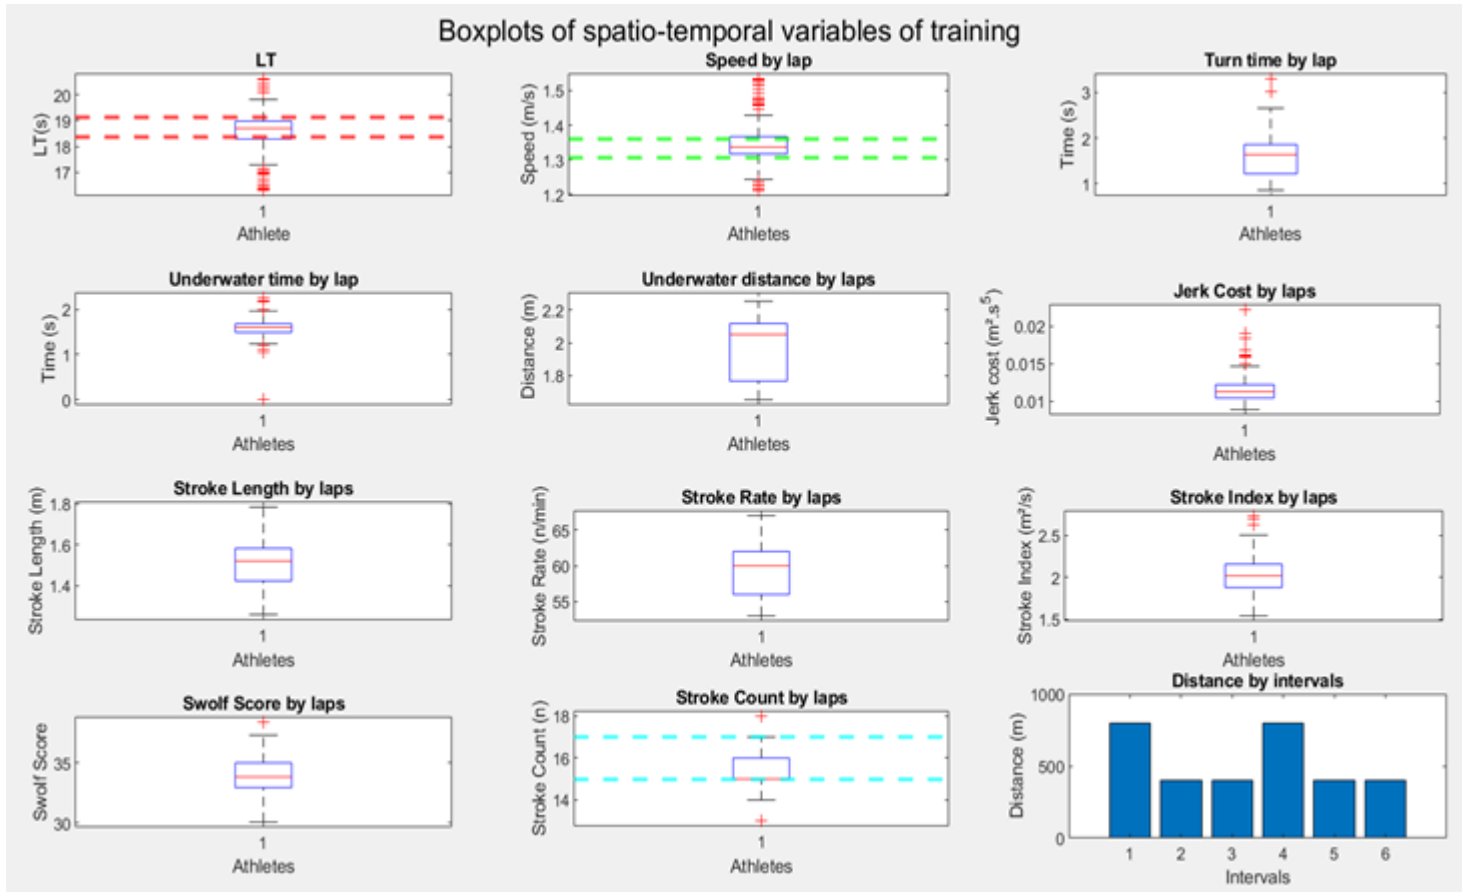 Boxplots of spatio-temporal variables of training
LT
LT(s)
20
19
18
17
1
Athlete
Speed by lap
Speed (m/s)
1.5
1.4
1.3
1.2
1
Athletes
Turn time by lap
Time (s)
3
2
1
1
Athletes
Underwater time by lap
Time (s)
2
1
0
1
Athletes
Underwater distance by laps
Distance (m)
2.2
2
1.8
1
Athletes
Jerk Cost by laps
Jerk cost (m².s⁵)
0.02
0.015
0.01
1
Athletes
Stroke Length by laps
Stroke Length (m)
1.8
1.6
1.4
1
Athletes
Stroke Rate by laps
Stroke Rate (n/min)
65
60
55
1
Athletes
Stroke Index by laps
Stroke Index (m²/s)
2.5
2
1.5
1
Athletes
Swolf Score by laps
Swolf Score
35
30
1
Athletes
Stroke Count by laps
Stroke Count (n)
18
16
14
1
Athletes
Distance by intervals
Distance (m)
1000
500
0
1 2 3 4 5 6
Intervals